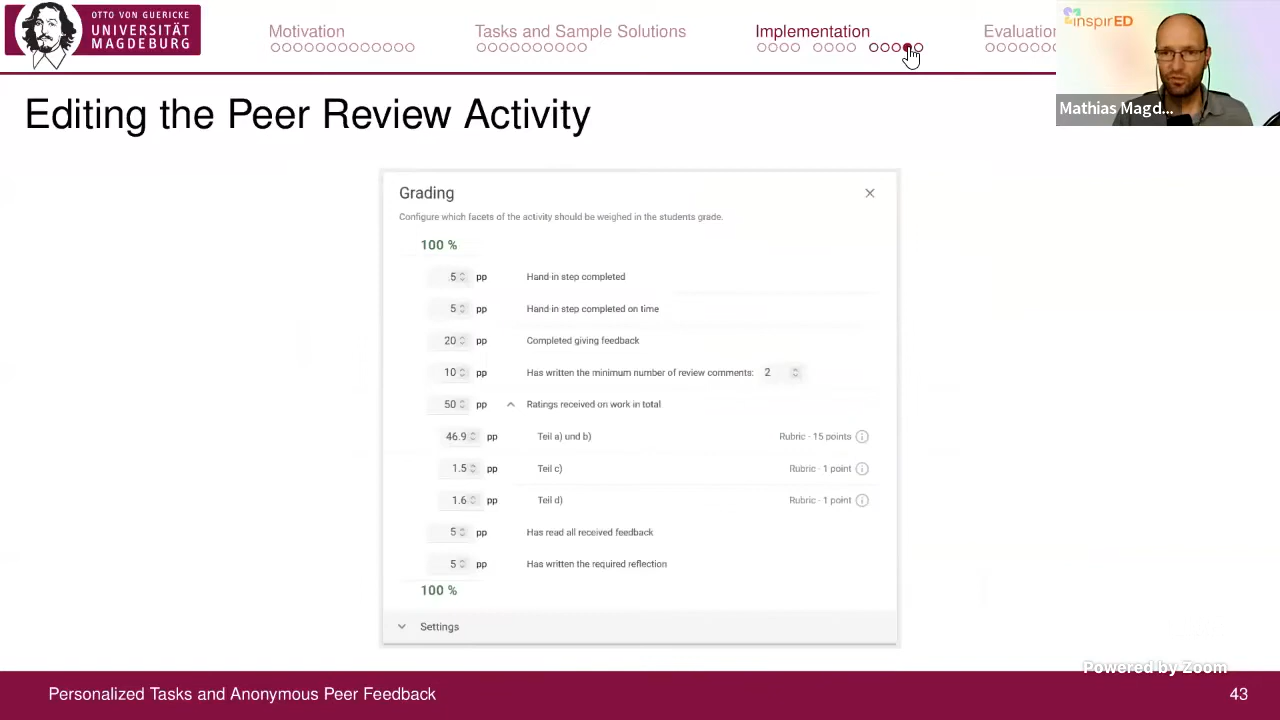 OTTO VON GUERICKE
UNIVERSITÄT
MAGDEBURG
Motivation
Tasks and Sample Solutions
Implementation
Evaluation
inspirED
Mathias Magd...
Editing the Peer Review Activity
Grading
Configure which facets of the activity should be weighed in the students grade.
100 %
5 pp Hand-in step completed
5 pp Hand-in step completed on time
20 pp Completed giving feedback
10 pp Has written the minimum number of review comments: 2
50 pp Ratings received on work in total
46.9 pp Teil a) und b) Rubric - 15 points
1.5 pp Teil c) Rubric - 1 point
1.6 pp Teil d) Rubric - 1 point
5 pp Has read all received feedback
5 pp Has written the required reflection
100 %
Settings
Powered by Zoom
Personalized Tasks and Anonymous Peer Feedback
43